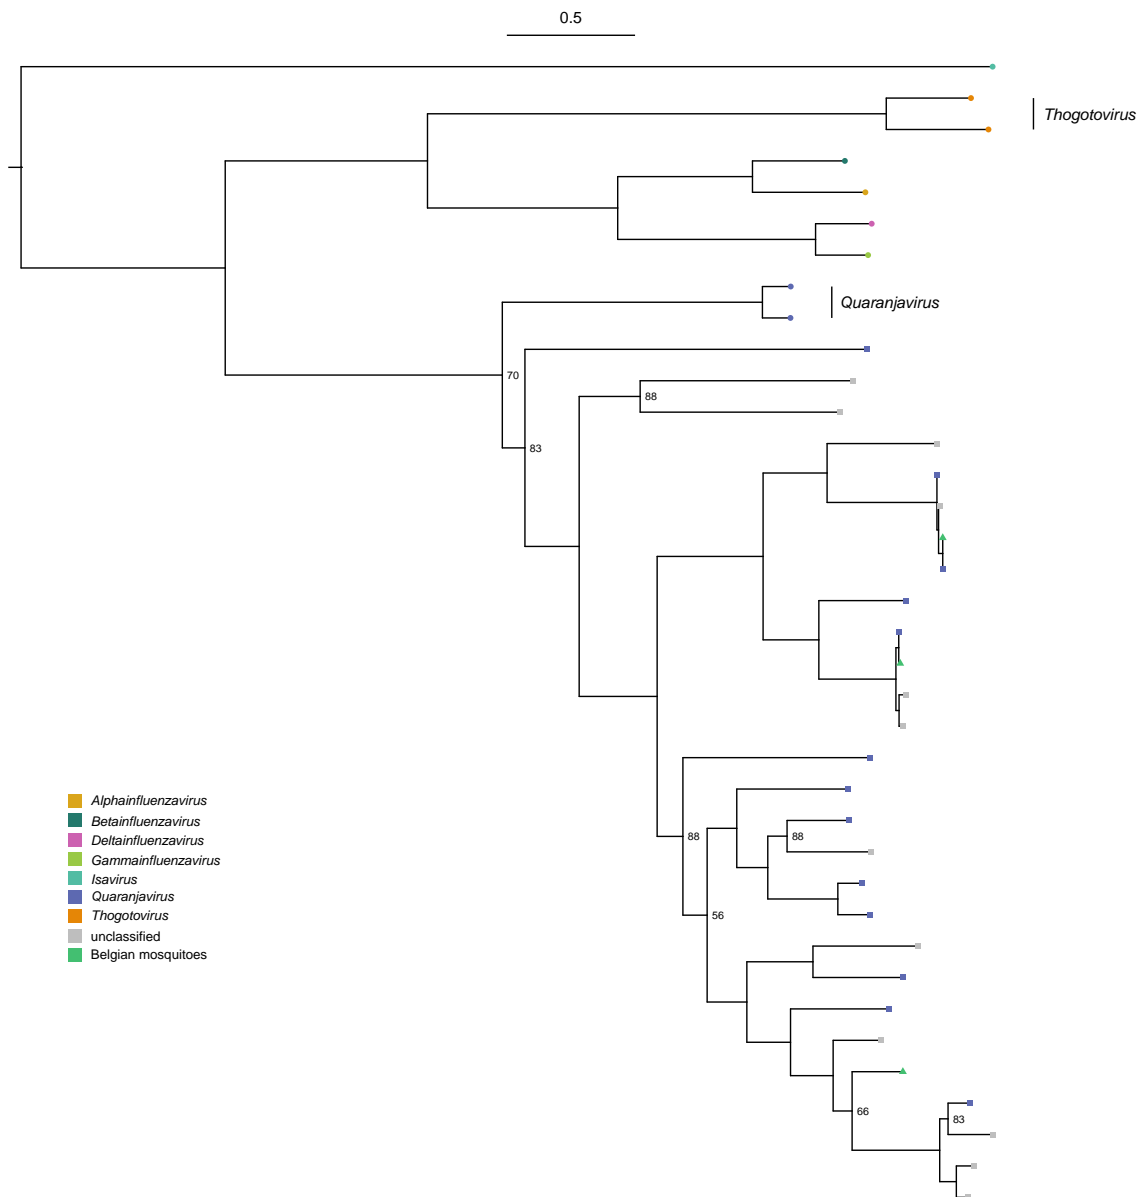 0.5
Thogotovirus
Quaranjavirus
70
88
83
88
88
56
66
83
Alphainfluenzavirus
Betainfluenzavirus
Deltainfluenzavirus
Gammainfluenzavirus
Isavirus
Quaranjavirus
Thogotovirus
unclassified
Belgian mosquitoes